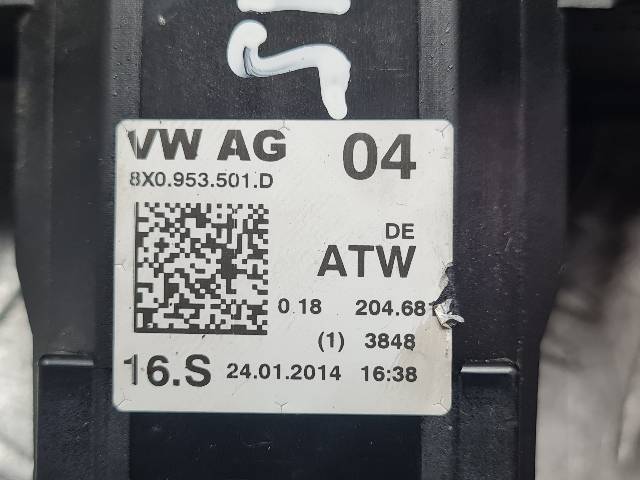 VW AG 04
8X0.953.501.D
DE
ATW
0.18 204.681
(1) 3848
16.S 24.01.2014 16:38